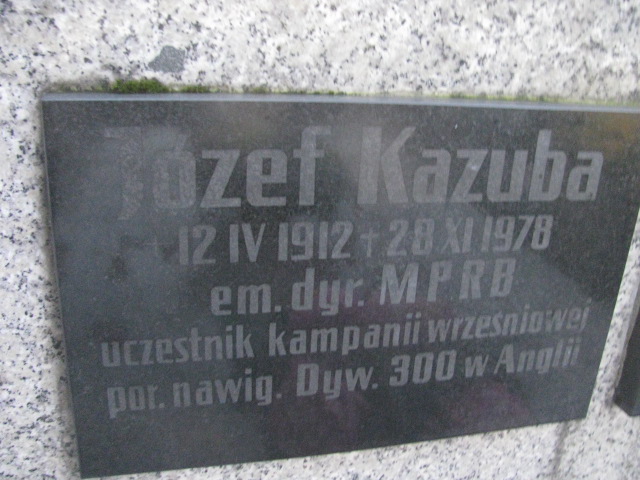 Józef Kazuba
+ 12 IV 1912 + 28 XI 1978
em. dyr. MPRB
uczestnik kampanii wrześniowej
por. nawig. Dyw. 300 w Anglii